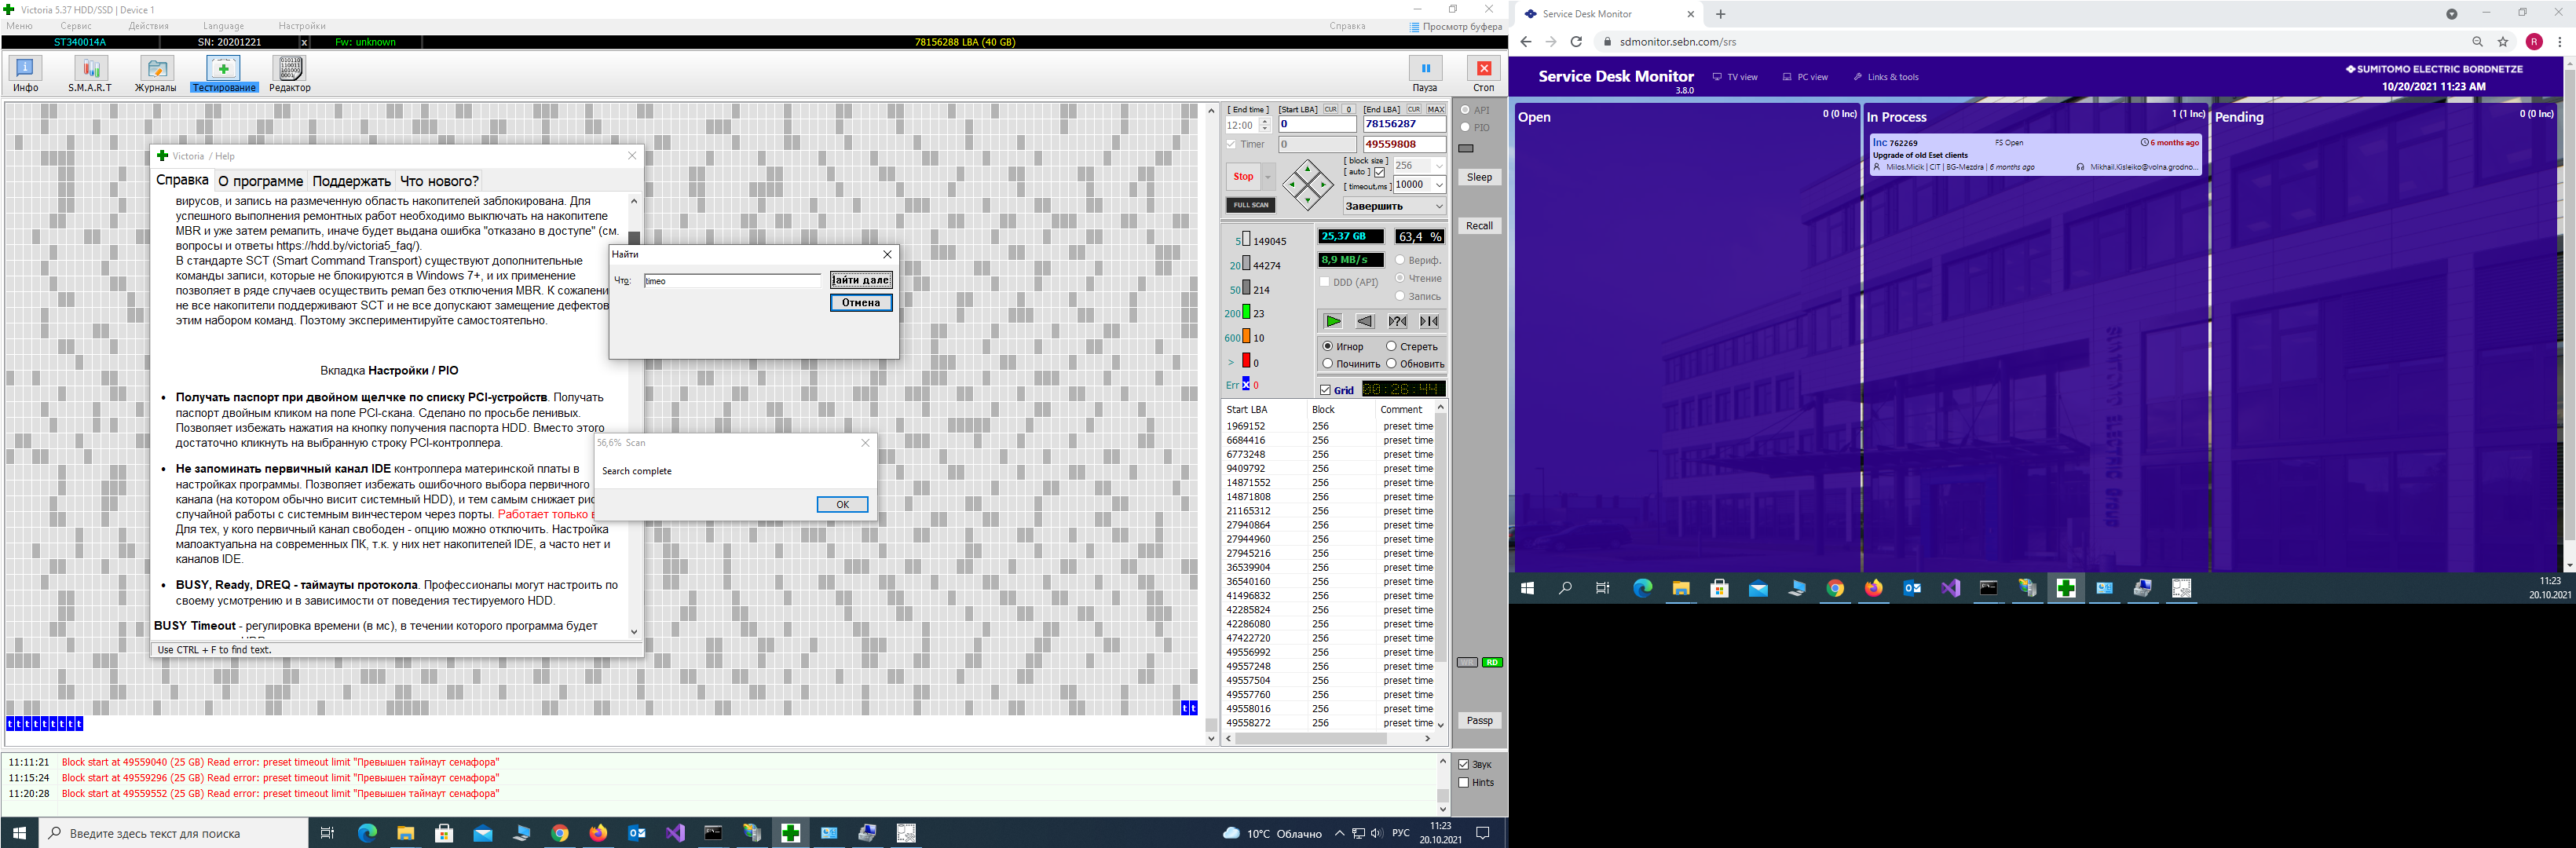 Victoria 5.37 HDD/SSD | Device 1
Меню Сервис Действия Language Настройки Справка Просмотр буфера
ST340014A SN: 20201221 x Fw: unknown 78156288 LBA (40 GB)
Инфо S.M.A.R.T Журналы Тестирование Редактор Пауза Стоп
Victoria / Help
Справка О программе Поддержать Что нового?
вирусов, и запись на размеченную область накопителей заблокирована. Для
успешного выполнения ремонтных работ необходимо выключать на накопителе
MBR и уже затем ремапить, иначе будет выдана ошибка "отказано в доступе" (см.
вопросы и ответы https://hdd.by/victoria5_faq/).
В стандарте SCT (Smart Command Transport) существуют дополнительные
команды записи, которые не блокируются в Windows 7+, и их применение
позволяет в ряде случаев осуществить ремап без отключения MBR. К сожалени
не все накопители поддерживают SCT и не все допускают замещение дефектов
этим набором команд. Поэтому экспериментируйте самостоятельно.
Вкладка Настройки / PIO
• Получать паспорт при двойном щелчке по списку PCI-устройств. Получать
паспорт двойным кликом на поле PCI-скана. Сделано по просьбе ленивых.
Позволяет избежать нажатия на кнопку получения паспорта HDD. Вместо этого
достаточно кликнуть на выбранную строку PCI-контроллера.
• Не запоминать первичный канал IDE контроллера материнской платы в
настройках программы. Позволяет избежать ошибочного выбора первичного
канала (на котором обычно висит системный HDD), и тем самым снижает рис
случайной работы с системным винчестером через порты. Работает только в
Для тех, у кого первичный канал свободен - опцию можно отключить. Настройка
малоактуальна на современных ПК, т.к. у них нет накопителей IDE, а часто нет и
каналов IDE.
• BUSY, Ready, DREQ - таймауты протокола. Профессионалы могут настроить по
своему усмотрению и в зависимости от поведения тестируемого HDD.
BUSY Timeout - регулировка времени (в мс), в течении которого программа будет
Use CTRL + F to find text.
Найти
Что: timeo
айти дале
Отмена
56,6% Scan
Search complete
OK
t t
t t t t t t t t t
[ End time ] [Start LBA] CUR 0 [End LBA] CUR MAX
12:00 0 78156287
Timer 0 49559808
Stop
FULL SCAN
[ block size ] 256
[ auto ]
[ timeout,ms ] 10000
Завершить
5 149045
20 44274
50 214
200 23
600 10
> 0
Err x 0
25,37 GB 63,4 %
8,9 MB/s Вериф.
DDD (API) Чтение
Запись
Игнор Стереть
Починить Обновить
Grid 00:26:44
Start LBA Block Comment
1969152 256 preset time
6684416 256 preset time
6773248 256 preset time
9409792 256 preset time
14871552 256 preset time
14871808 256 preset time
21165312 256 preset time
27940864 256 preset time
27944960 256 preset time
27945216 256 preset time
36539904 256 preset time
36540160 256 preset time
41496832 256 preset time
42285824 256 preset time
42286080 256 preset time
47422720 256 preset time
49556992 256 preset time
49557248 256 preset time
49557504 256 preset time
49557760 256 preset time
49558016 256 preset time
49558272 256 preset time
API
PIO
Sleep
Recall
WR RD
Passp
Звук
Hints
11:11:21 Block start at 49559040 (25 GB) Read error: preset timeout limit "Превышен таймаут семафора"
11:15:24 Block start at 49559296 (25 GB) Read error: preset timeout limit "Превышен таймаут семафора"
11:20:28 Block start at 49559552 (25 GB) Read error: preset timeout limit "Превышен таймаут семафора"
Введите здесь текст для поиска
10°C Облачно РУС 11:23
20.10.2021
Service Desk Monitor
sdmonitor.sebn.com/srs R
Service Desk Monitor TV view PC view Links & tools
3.8.0
SUMITOMO ELECTRIC BORDNETZE
10/20/2021 11:23 AM
Open 0 (0 Inc)
In Process 1 (1 Inc)
Inc 762269 FS Open 6 months ago
Upgrade of old Eset clients
Milos.Micik | CIT | BG-Mezdra | 6 months ago Mikhail.Kisleiko@volna.grodno...
Pending 0 (0 Inc)
SUMITOMO ELECTRIC Group
11:23
20.10.2021